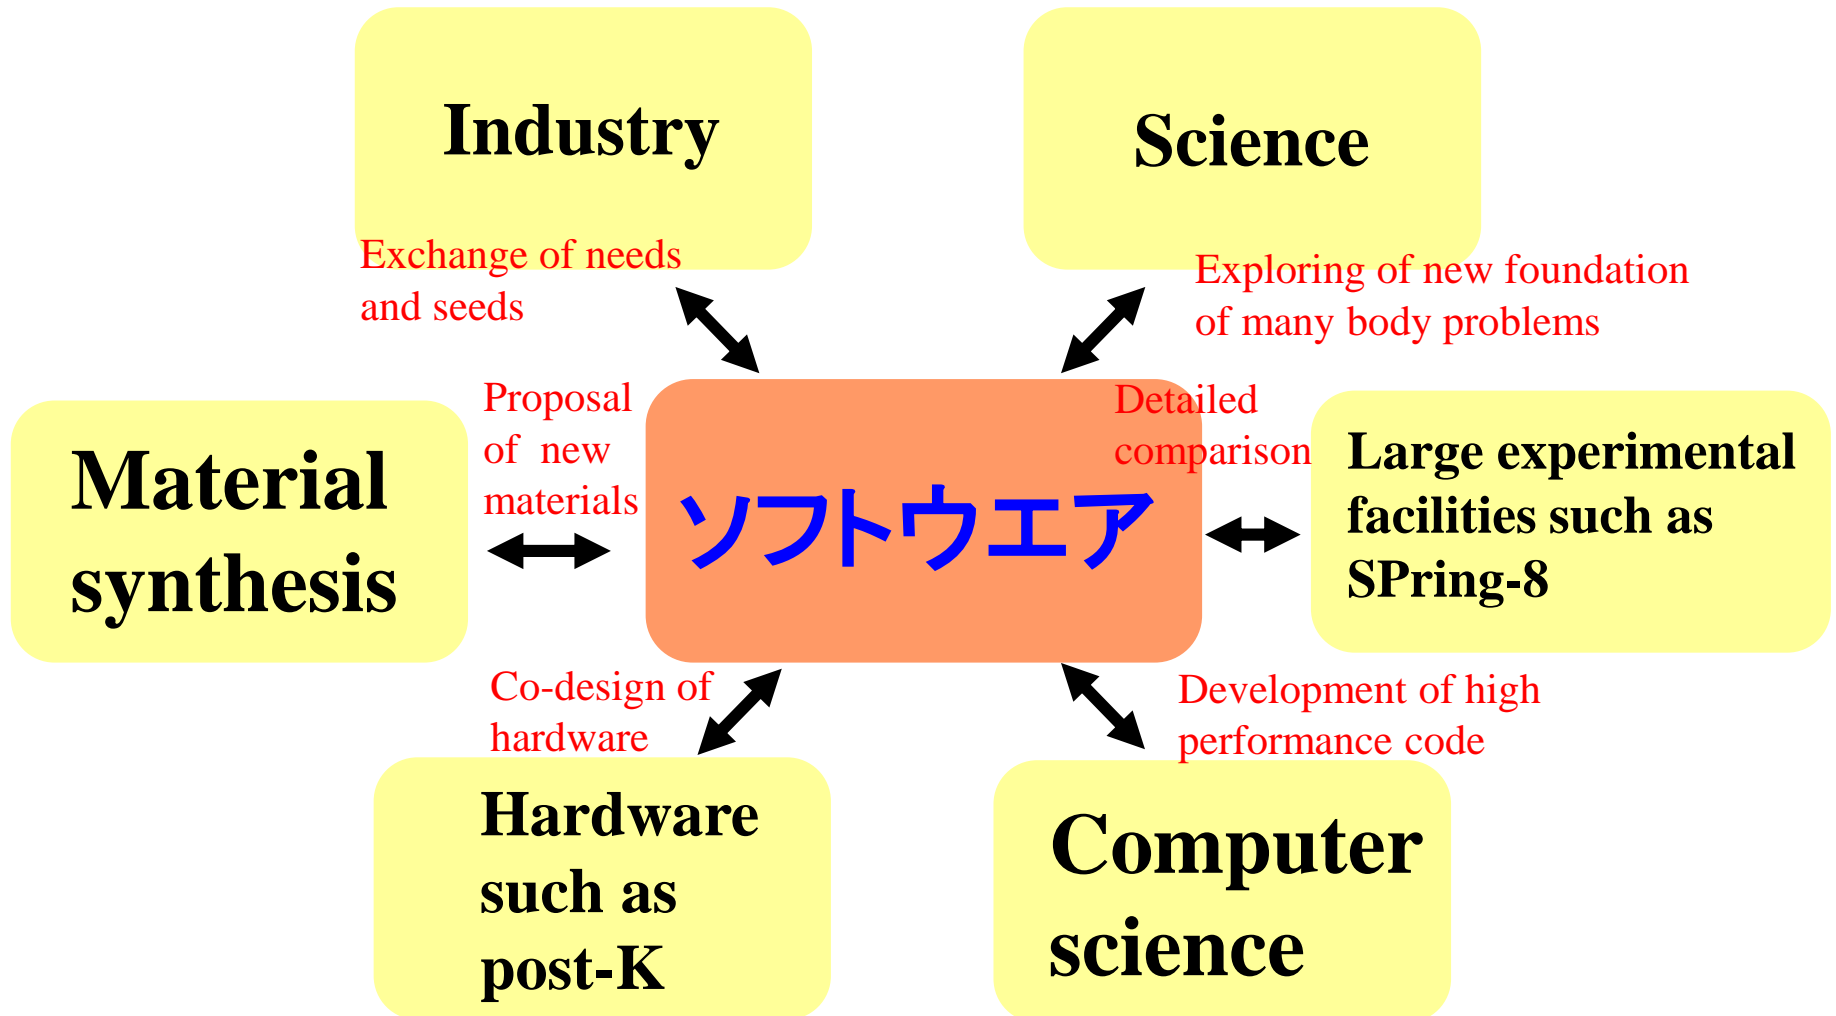 Industry
Science
Exchange of needs
and seeds
Exploring of new foundation
of many body problems
Material
synthesis
Proposal
of new
materials
ソフトウエア
Detailed
comparison
Large experimental
facilities such as
SPring-8
Co-design of
hardware
Development of high
performance code
Hardware
such as
post-K
Computer
science